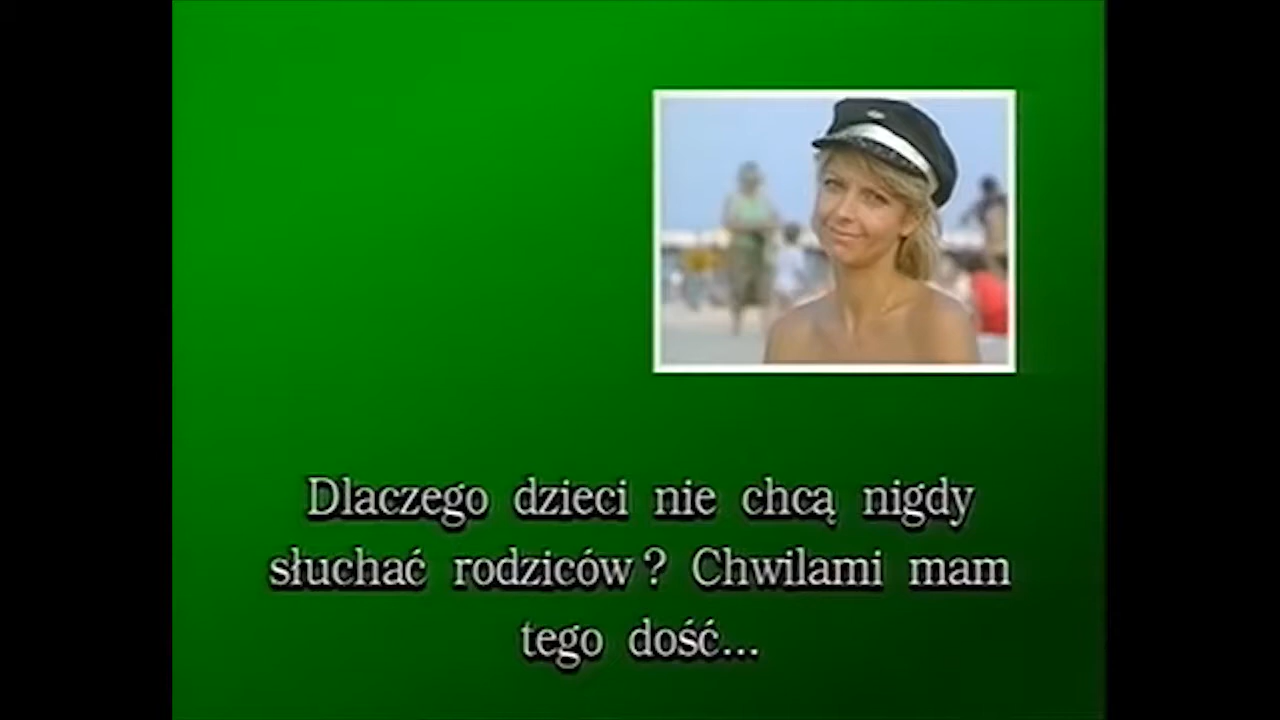 Dlaczego dzieci nie chcą nigdy
słuchać rodziców? Chwilami mam
tego dość...